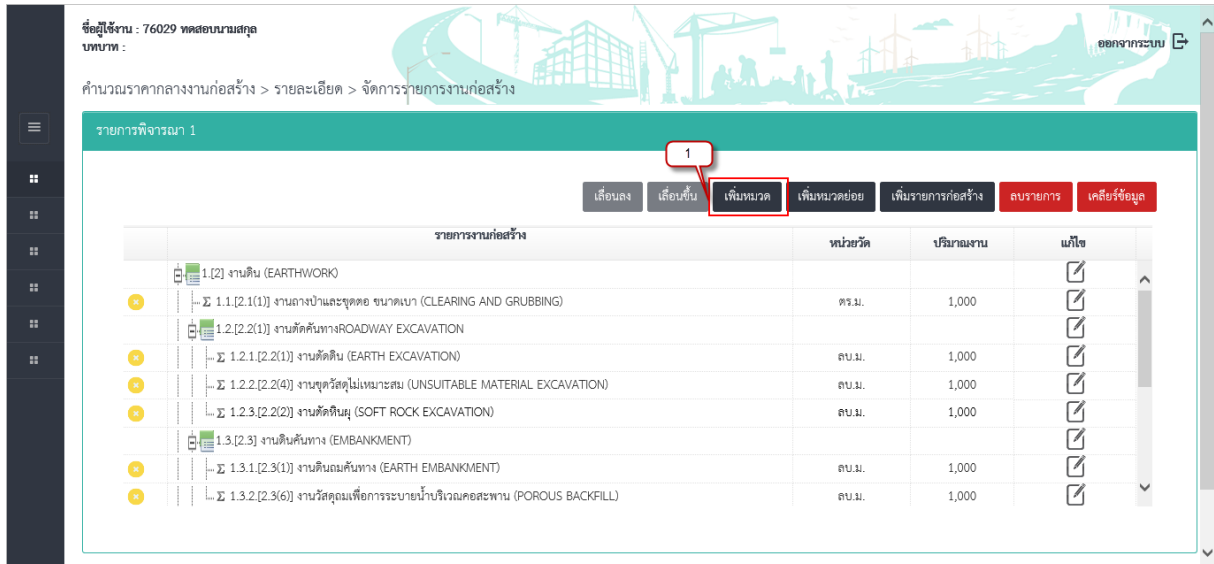 ชื่อผู้ใช้งาน : 76029 ทดสอบนามสกุล
บทบาท :
ออกจากระบบ
คำนวณราคากลางงานก่อสร้าง > รายละเอียด > จัดการรายการงานก่อสร้าง
รายการพิจารณา 1
1
เลื่อนลง เลื่อนขึ้น เพิ่มหมวด เพิ่มหมวดย่อย เพิ่มรายการก่อสร้าง ลบรายการ เคลียร์ข้อมูล
รายการงานก่อสร้าง หน่วยวัด ปริมาณงาน แก้ไข
1.[2] งานดิน (EARTHWORK)
Σ 1.1.[2.1(1)] งานถางป่าและขุดตอ ขนาดเบา (CLEARING AND GRUBBING) ตร.ม. 1,000
1.2.[2.2(1)] งานตัดคันทางROADWAY EXCAVATION
Σ 1.2.1.[2.2(1)] งานตัดดิน (EARTH EXCAVATION) ลบ.ม. 1,000
Σ 1.2.2.[2.2(4)] งานขุดวัสดุไม่เหมาะสม (UNSUITABLE MATERIAL EXCAVATION) ลบ.ม. 1,000
Σ 1.2.3.[2.2(2)] งานตัดหินผุ (SOFT ROCK EXCAVATION) ลบ.ม. 1,000
1.3.[2.3] งานดินคันทาง (EMBANKMENT)
Σ 1.3.1.[2.3(1)] งานดินถมคันทาง (EARTH EMBANKMENT) ลบ.ม. 1,000
Σ 1.3.2.[2.3(6)] งานวัสดุถมเพื่อการระบายน้ำบริเวณคอสะพาน (POROUS BACKFILL) ลบ.ม. 1,000